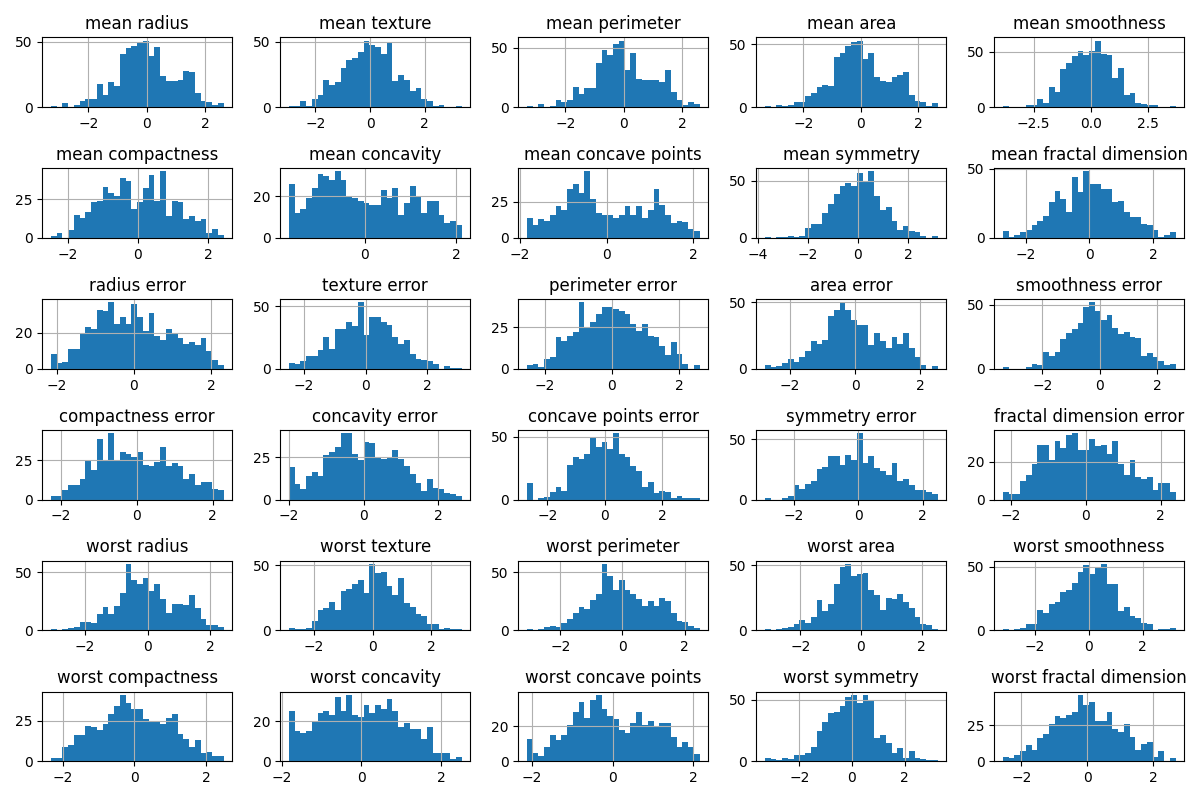 mean radius mean texture mean perimeter mean area mean smoothness
50 50 50 50 50
0 0 0 0 0
−2 0 2 −2 0 2 −2 0 2 −2 0 2 −2.5 0.0 2.5
mean compactness mean concavity mean concave points mean symmetry mean fractal dimension
25 20 25 50 50
0 0 0 0 0
−2 0 2 0 2 −2 0 2 −4 −2 0 2 −2 0 2
radius error texture error perimeter error area error smoothness error
20 50 25 50 50
0 0 0 0 0
−2 0 2 −2 0 2 −2 0 2 −2 0 2 −2 0 2
compactness error concavity error concave points error symmetry error fractal dimension error
25 25 50 50 20
0 0 0 0 0
−2 0 2 −2 0 2 −2 0 2 −2 0 2 −2 0 2
worst radius worst texture worst perimeter worst area worst smoothness
50 50 50 50 50
0 0 0 0 0
−2 0 2 −2 0 2 −2 0 2 −2 0 2 −2 0 2
worst compactness worst concavity worst concave points worst symmetry worst fractal dimension
25 20 20 50 25
0 0 0 0 0
−2 0 2 −2 0 2 −2 0 2 −2 0 2 −2 0 2